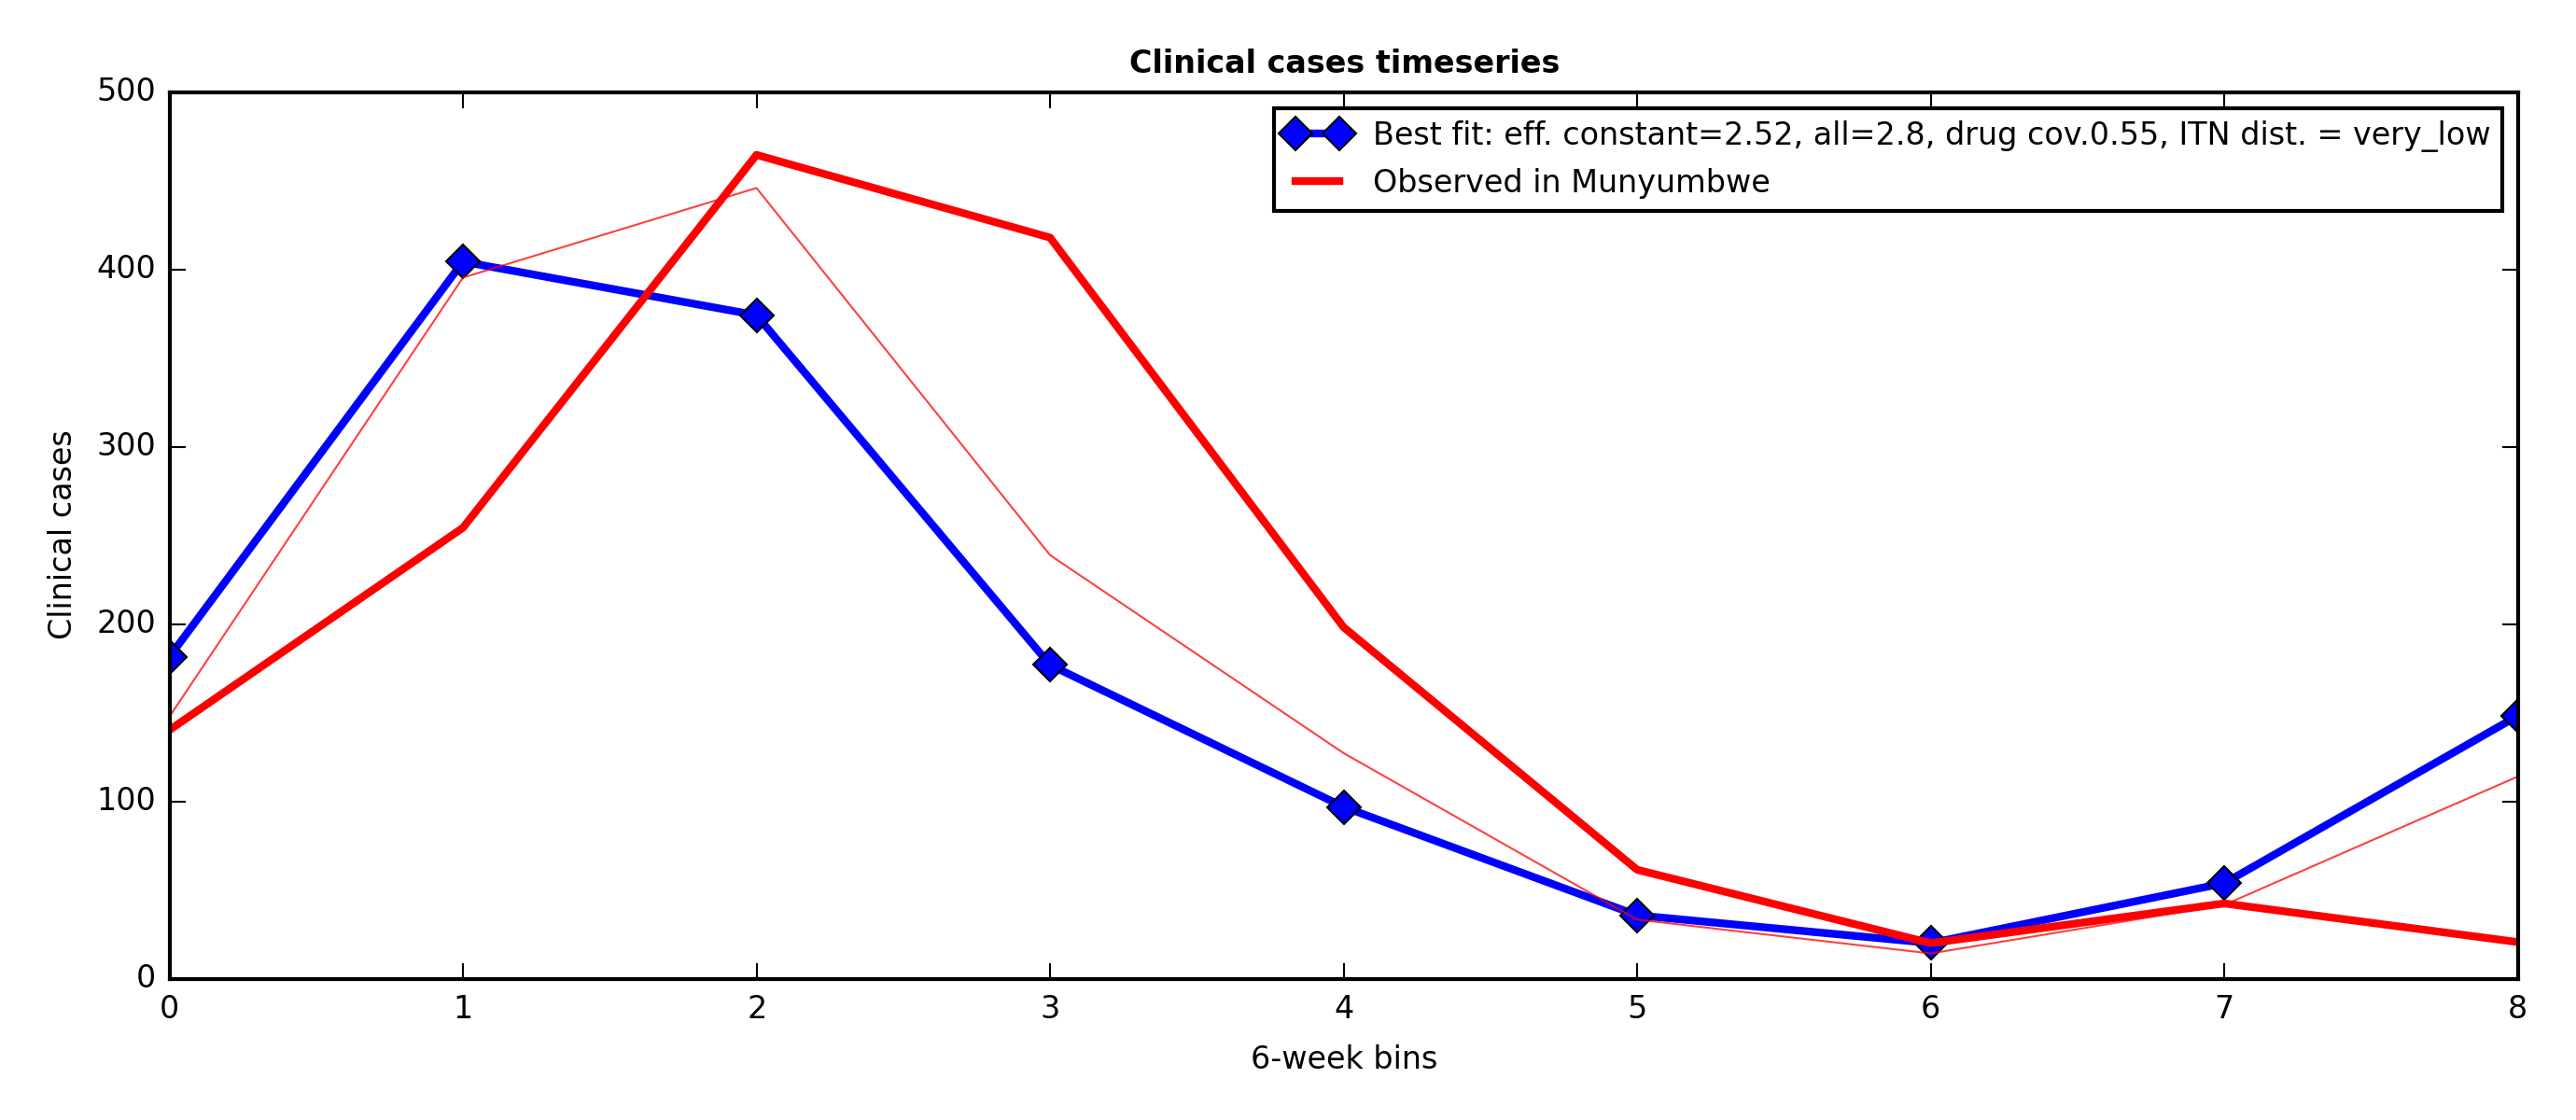 Clinical cases timeseries
Best fit: eff. constant=2.52, all=2.8, drug cov.0.55, ITN dist. = very_low
Observed in Munyumbwe
500
400
300
200
100
0
Clinical cases
0 1 2 3 4 5 6 7 8
6-week bins